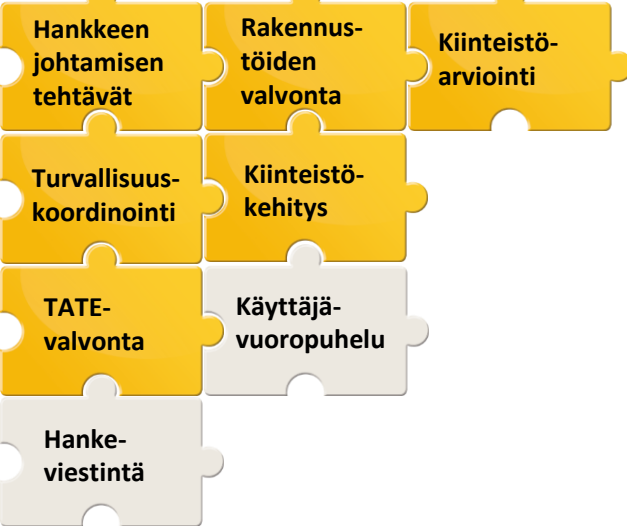 Hankkeen
johtamisen
tehtävät
Rakennus-
töiden
valvonta
Kiinteistö-
arviointi
Turvallisuus-
koordinointi
Kiinteistö-
kehitys
TATE-
valvonta
Käyttäjä-
vuoropuhelu
Hanke-
viestintä